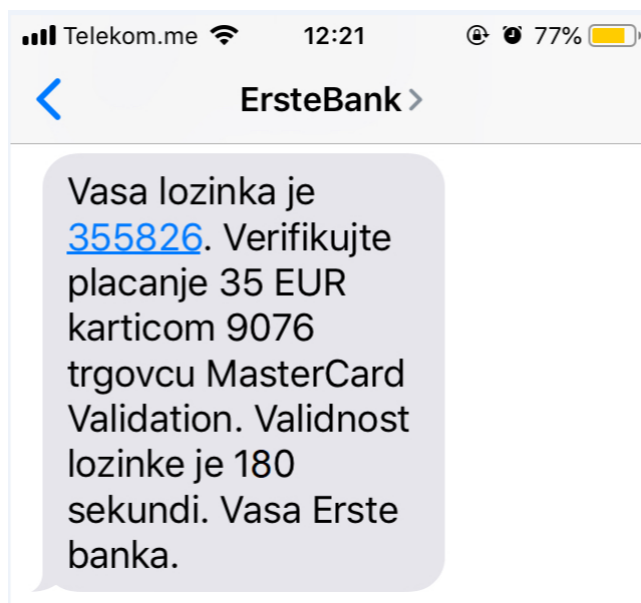 Telekom.me 12:21 77%
ErsteBank
Vasa lozinka je
355826. Verifikujte
placanje 35 EUR
karticom 9076
trgovcu MasterCard
Validation. Validnost
lozinke je 180
sekundi. Vasa Erste
banka.